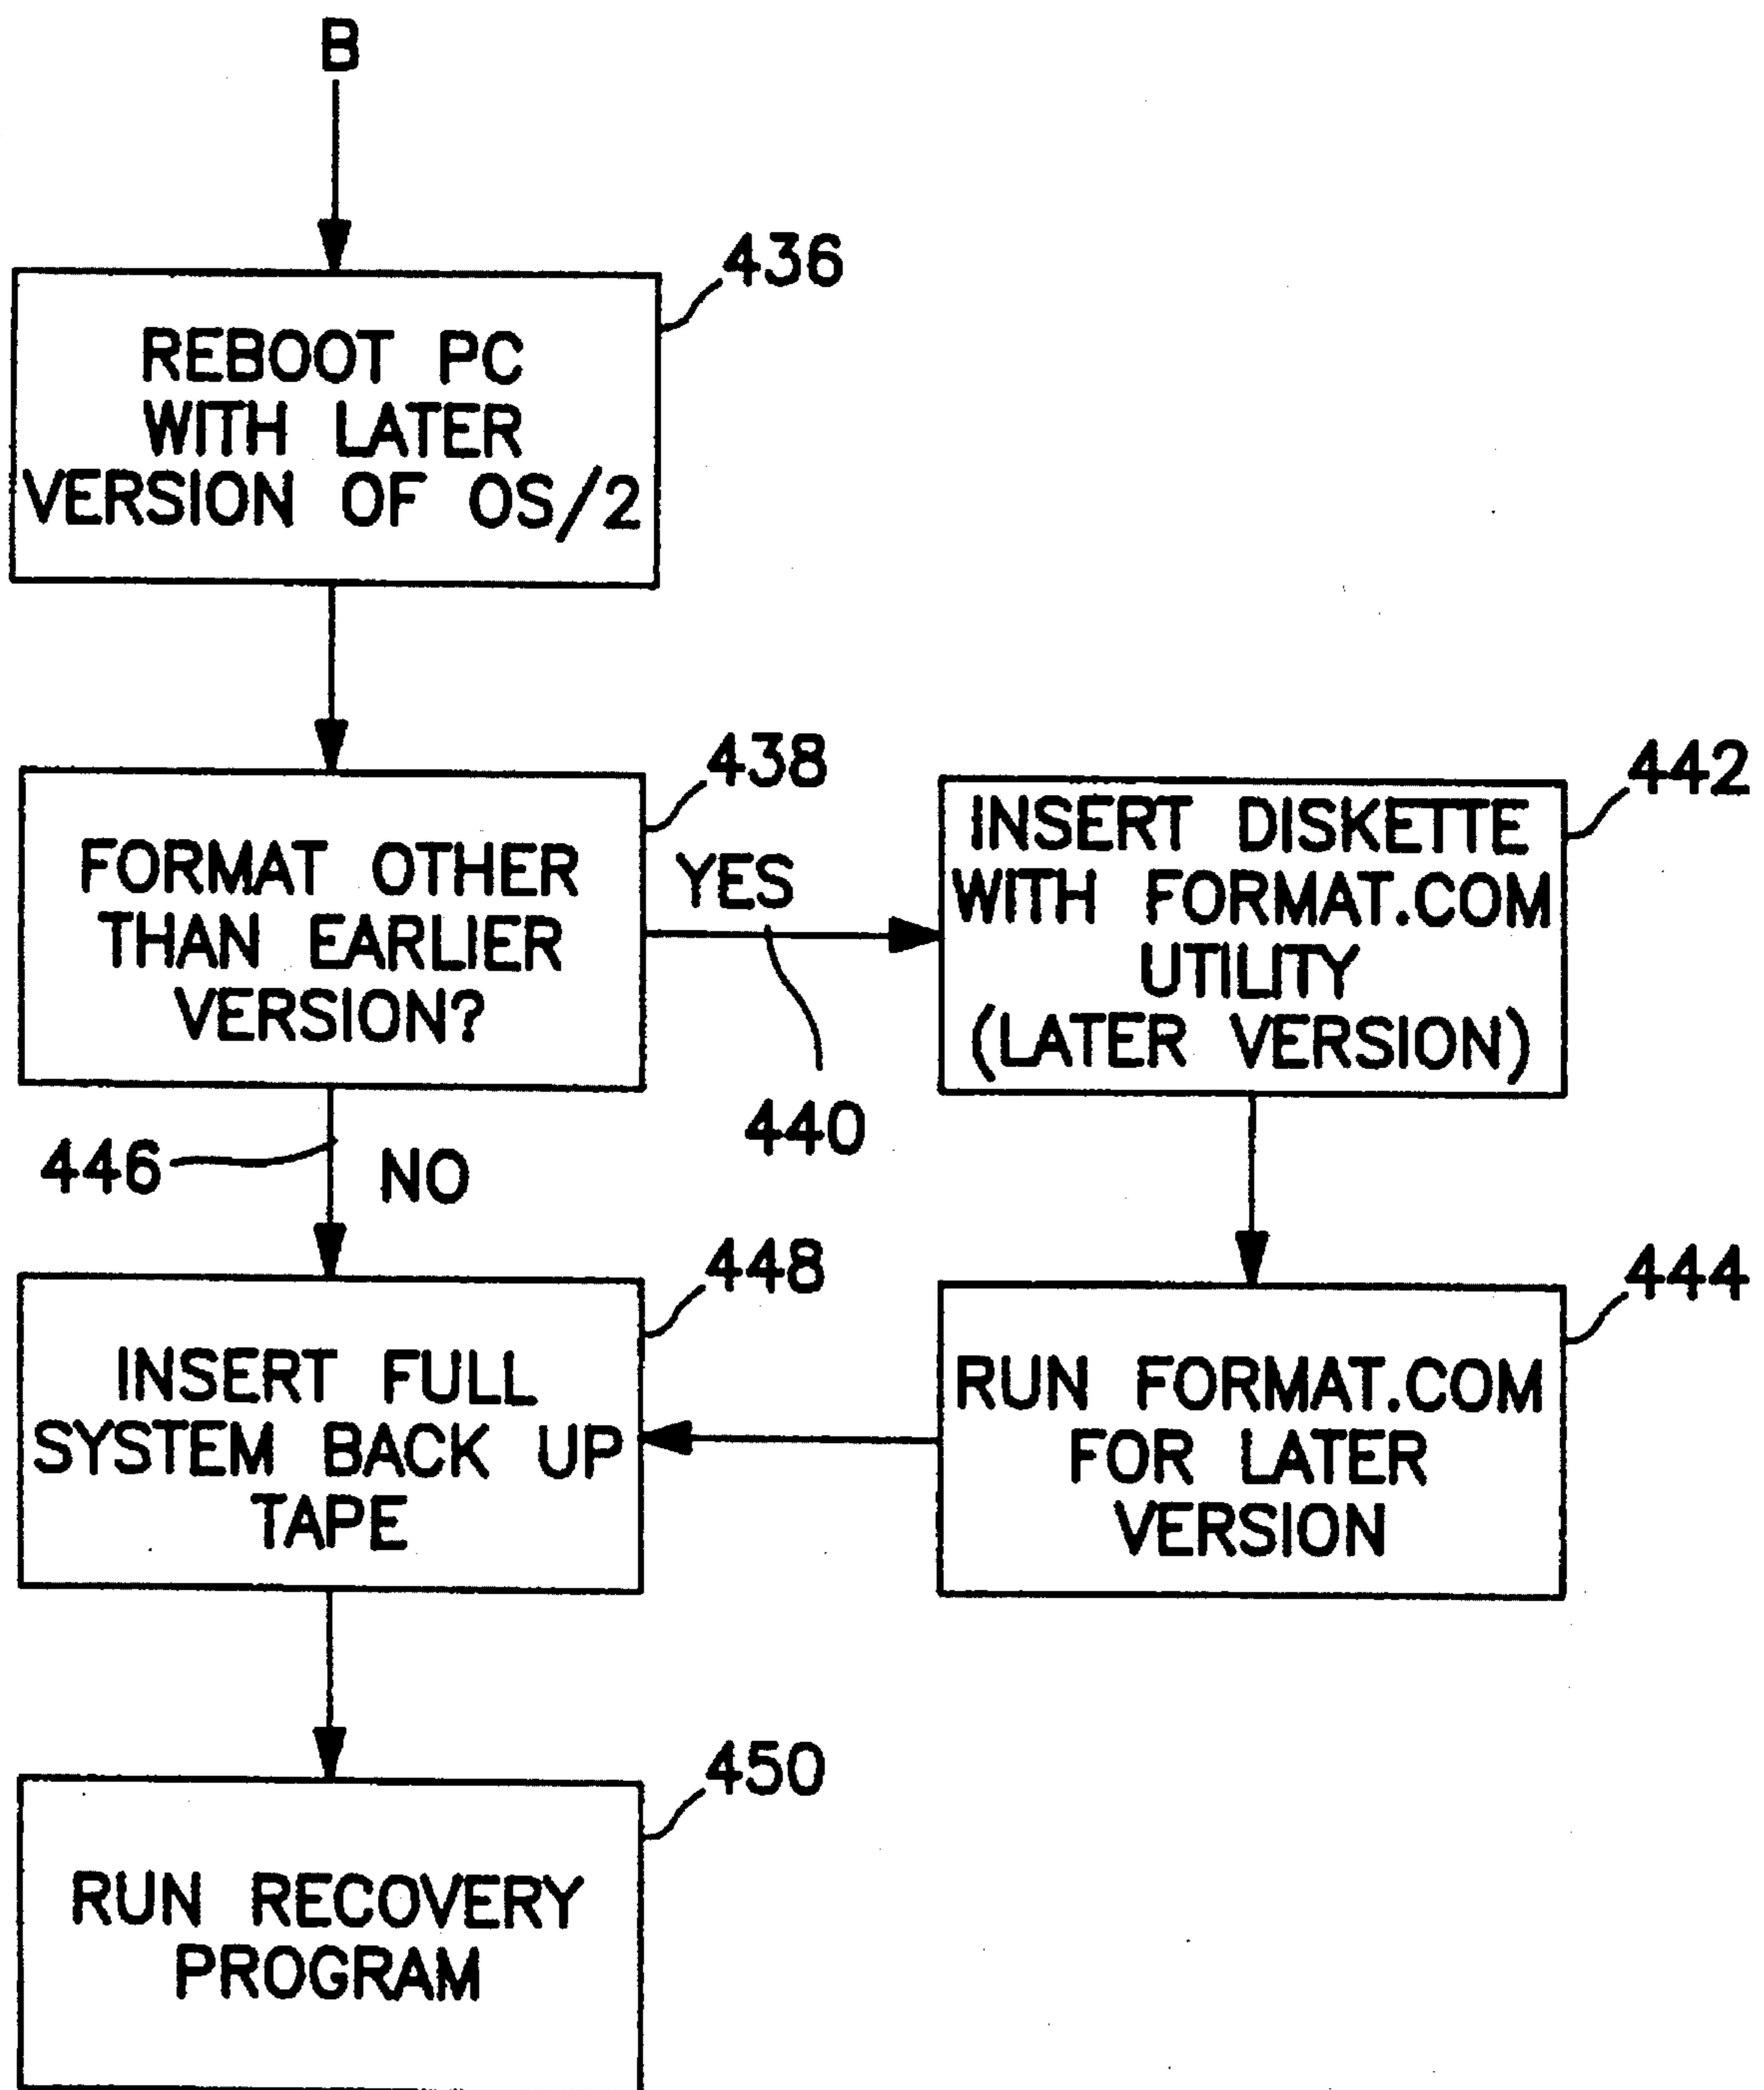 B
436
REBOOT PC
WITH LATER
VERSION OF OS/2
438
FORMAT OTHER
THAN EARLIER
VERSION?
YES
440
442
INSERT DISKETTE
WITH FORMAT.COM
UTILITY
(LATER VERSION)
446
NO
448
INSERT FULL
SYSTEM BACK UP
TAPE
444
RUN FORMAT.COM
FOR LATER
VERSION
450
RUN RECOVERY
PROGRAM